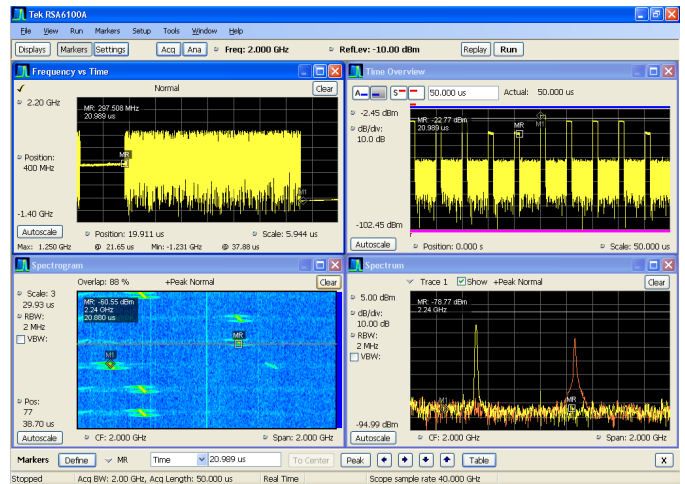 Tek RSA6100A
File View Run Markers Setup Tools Window Help
Displays Markers Settings Acq Ana Freq: 2.000 GHz RefLev: -10.00 dBm Replay Run
Frequency vs Time
Normal Clear
2.20 GHz
MR: 297.508 MHz
20.989 us
MR
Position:
400 MHz
M1
-1.40 GHz
Autoscale Position: 19.911 us Scale: 5.944 us
Max: 1.250 GHz @ 21.65 us Min: -1.231 GHz @ 37.88 us
Time Overview
A S 50.000 us Actual: 50.000 us
-2.45 dBm
MR: -22.77 dBm
20.989 us
MR
M1
dB/div:
10.0 dB
-102.45 dBm
Autoscale Position: 0.000 s Scale: 50.000 us
Spectrogram
Overlap: 88 % +Peak Normal Clear
Scale: 3
29.93 us
RBW:
2 MHz
VBW:
MR: -60.55 dBm
2.24 GHz
20.880 us
MR
M1
Pos:
77
38.70 us
Autoscale CF: 2.000 GHz Span: 2.000 GHz
Spectrum
Trace 1 Show +Peak Normal Clear
5.00 dBm
dB/div:
10.00 dB
RBW:
2 MHz
VBW:
MR: -78.77 dBm
2.24 GHz
M1
MR
-94.99 dBm
Autoscale CF: 2.000 GHz Span: 2.000 GHz
Markers Define MR Time 20.989 us To Center Peak Table X
Stopped Acq BW: 2.00 GHz, Acq Length: 50.000 us Real Time Scope sample rate 40.000 GHz